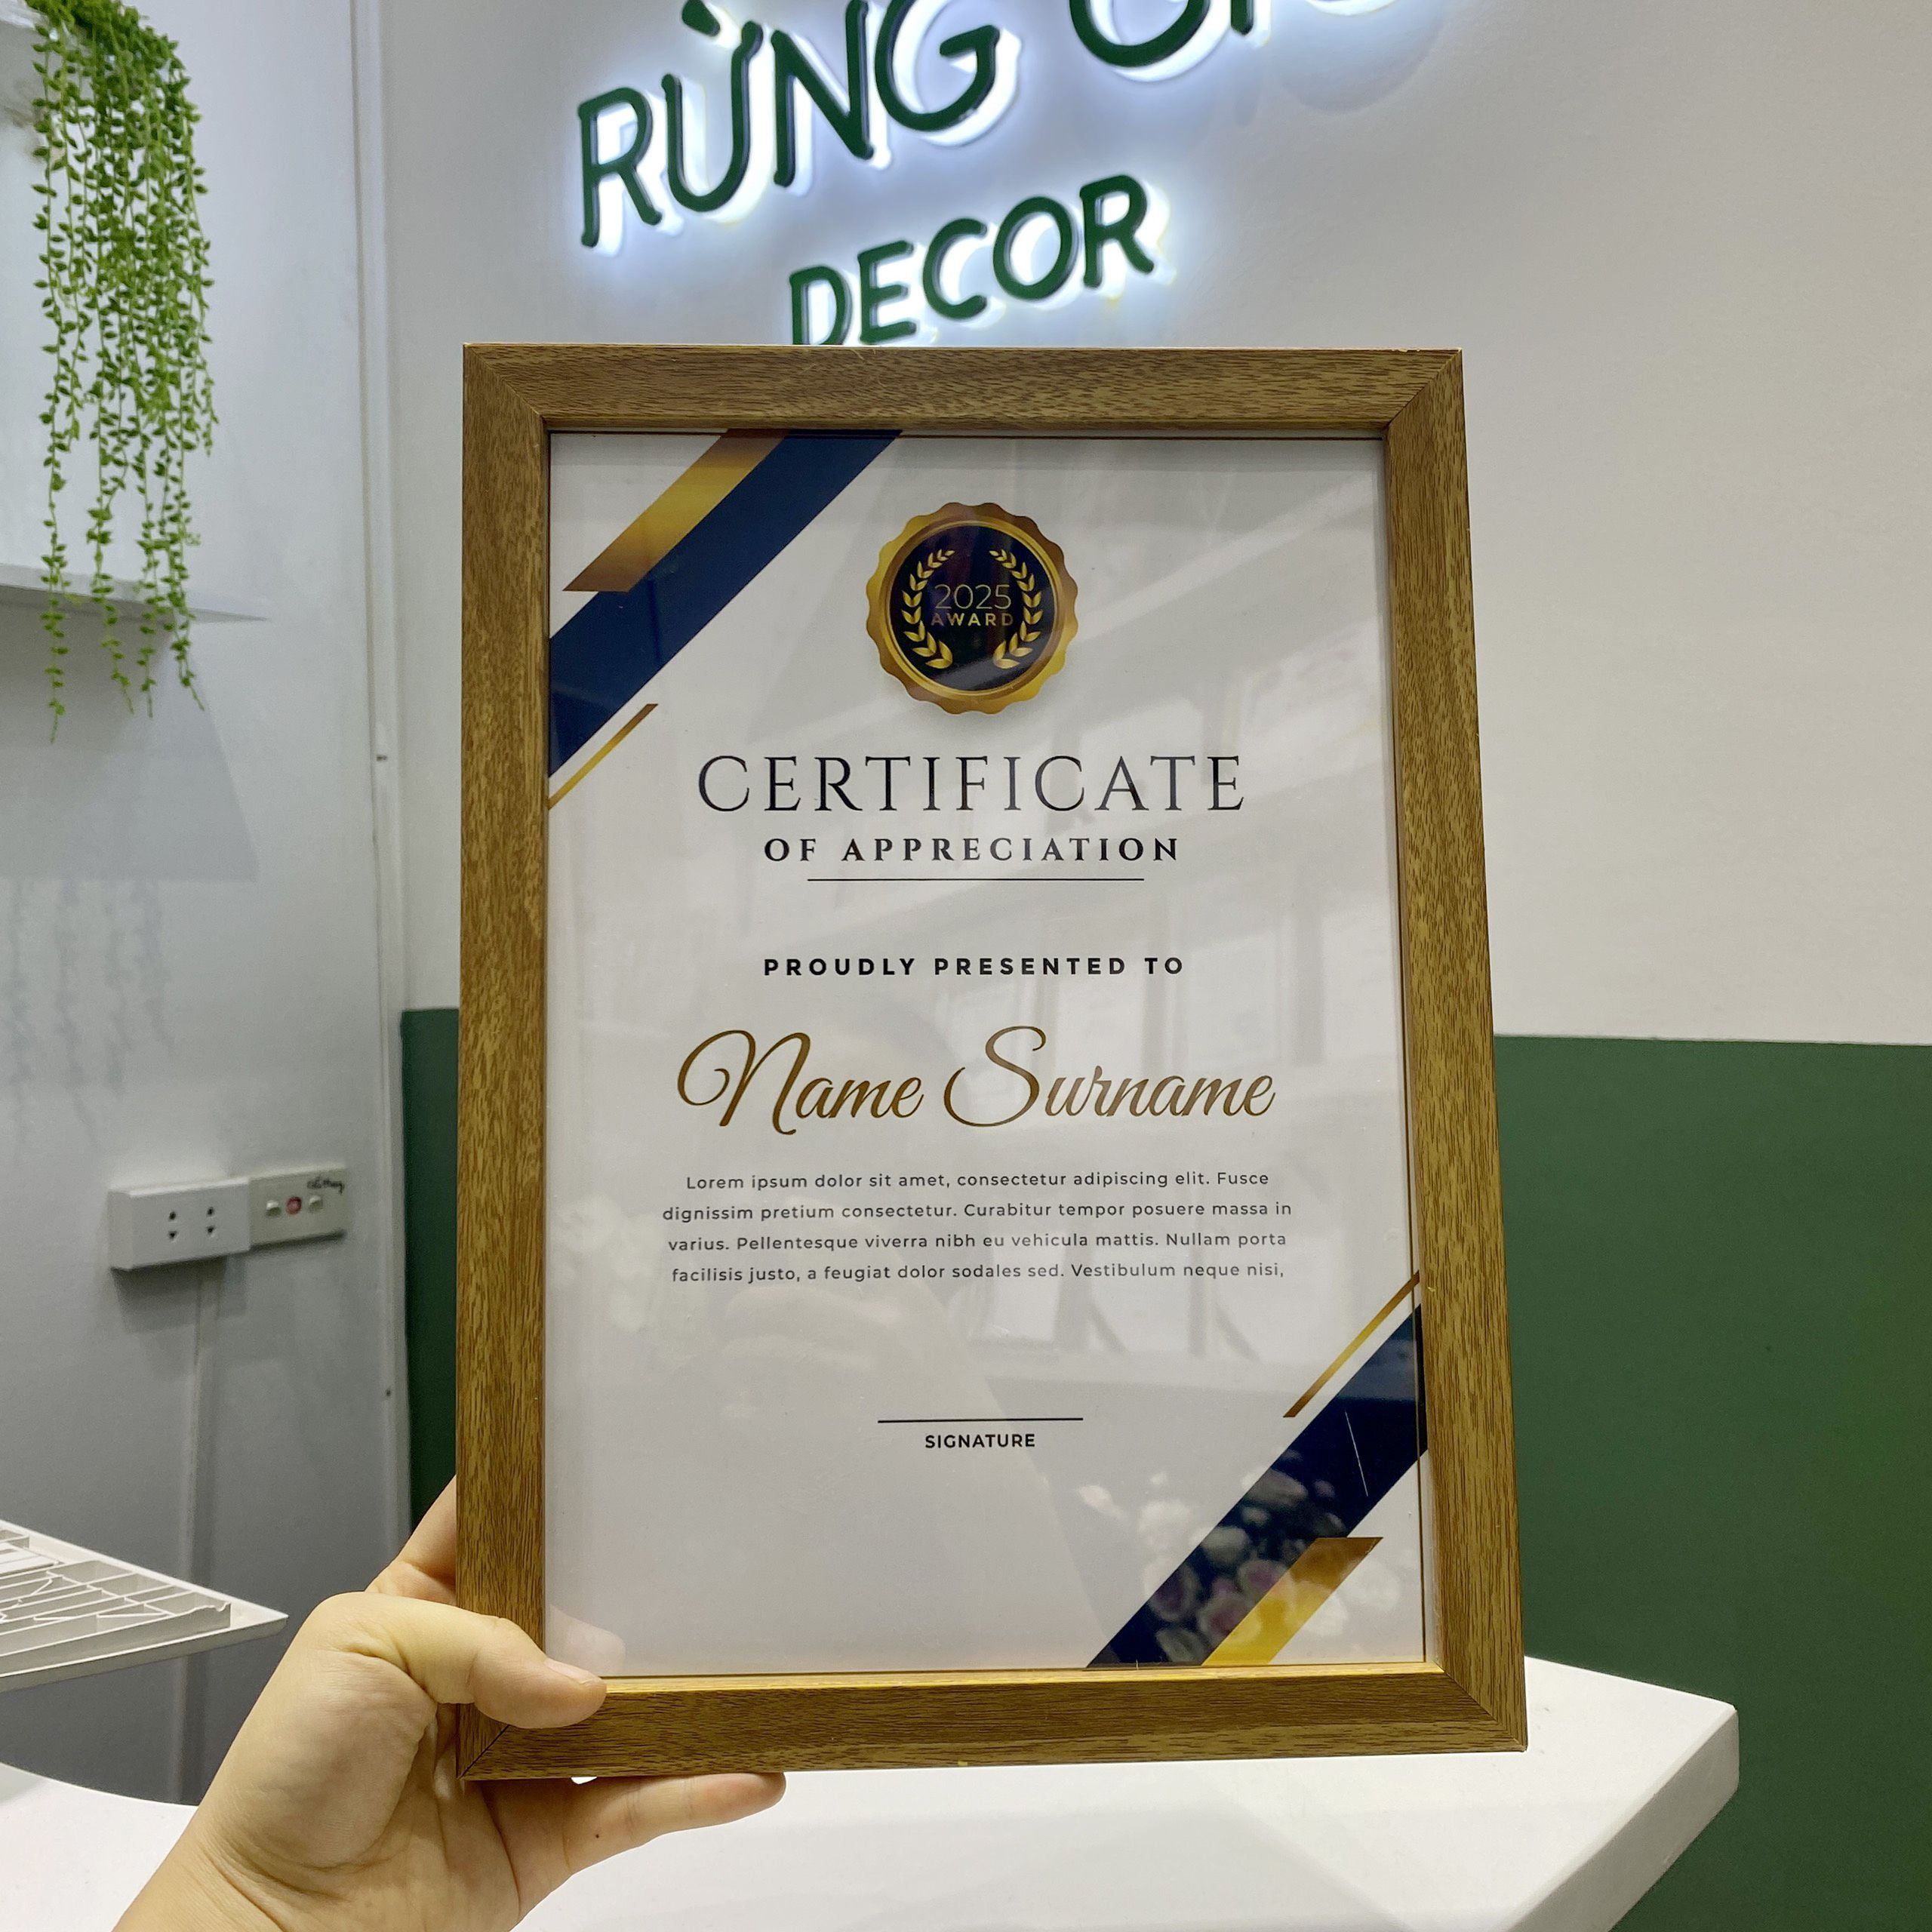 RÙNG
DECOR
2025
AWARD
CERTIFICATE
OF APPRECIATION
PROUDLY PRESENTED TO
Name Surname
Lorem ipsum dolor sit amet, consectetur adipiscing elit. Fusce
dignissim pretium consectetur. Curabitur tempor posuere massa in
varius. Pellentesque viverra nibh eu vehicula mattis. Nullam porta
facilisis justo, a feugiat dolor sodales sed. Vestibulum neque nisi,
SIGNATURE